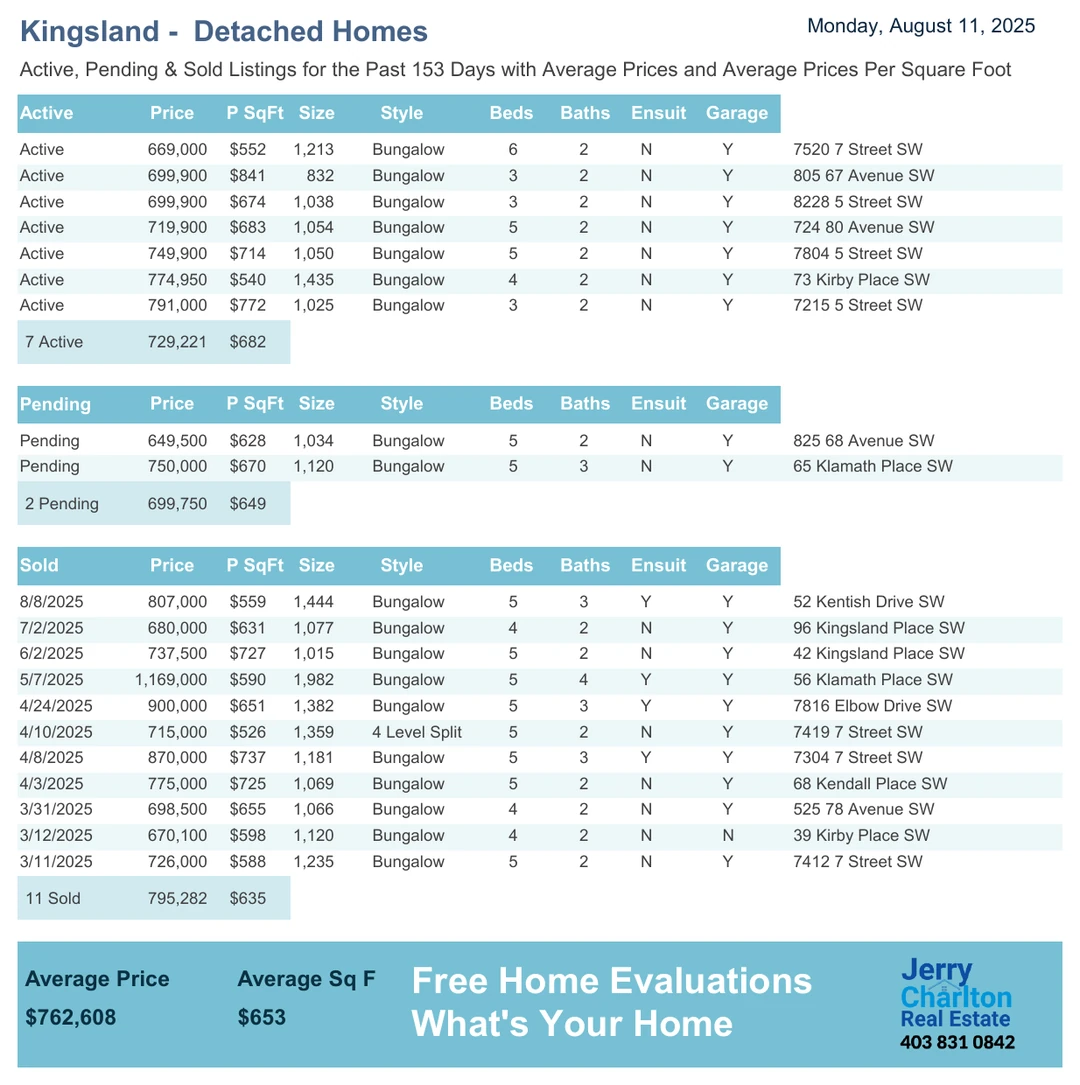 Kingsland -  Detached Homes
Monday, August 11, 2025
Active, Pending & Sold Listings for the Past 153 Days with Average Prices and Average Prices Per Square Foot
Active Price P SqFt Size Style Beds Baths Ensuit Garage
Active 669,000 $552 1,213 Bungalow 6 2 N Y 7520 7 Street SW
Active 699,900 $841 832 Bungalow 3 2 N Y 805 67 Avenue SW
Active 699,900 $674 1,038 Bungalow 3 2 N Y 8228 5 Street SW
Active 719,900 $683 1,054 Bungalow 5 2 N Y 724 80 Avenue SW
Active 749,900 $714 1,050 Bungalow 5 2 N Y 7804 5 Street SW
Active 774,950 $540 1,435 Bungalow 4 2 N Y 73 Kirby Place SW
Active 791,000 $772 1,025 Bungalow 3 2 N Y 7215 5 Street SW
7 Active 729,221 $682
Pending Price P SqFt Size Style Beds Baths Ensuit Garage
Pending 649,500 $628 1,034 Bungalow 5 2 N Y 825 68 Avenue SW
Pending 750,000 $670 1,120 Bungalow 5 3 N Y 65 Klamath Place SW
2 Pending 699,750 $649
Sold Price P SqFt Size Style Beds Baths Ensuit Garage
8/8/2025 807,000 $559 1,444 Bungalow 5 3 Y Y 52 Kentish Drive SW
7/2/2025 680,000 $631 1,077 Bungalow 4 2 N Y 96 Kingsland Place SW
6/2/2025 737,500 $727 1,015 Bungalow 5 2 N Y 42 Kingsland Place SW
5/7/2025 1,169,000 $590 1,982 Bungalow 5 4 Y Y 56 Klamath Place SW
4/24/2025 900,000 $651 1,382 Bungalow 5 3 Y Y 7816 Elbow Drive SW
4/10/2025 715,000 $526 1,359 4 Level Split 5 2 N Y 7419 7 Street SW
4/8/2025 870,000 $737 1,181 Bungalow 5 3 Y Y 7304 7 Street SW
4/3/2025 775,000 $725 1,069 Bungalow 5 2 N Y 68 Kendall Place SW
3/31/2025 698,500 $655 1,066 Bungalow 4 2 N Y 525 78 Avenue SW
3/12/2025 670,100 $598 1,120 Bungalow 4 2 N N 39 Kirby Place SW
3/11/2025 726,000 $588 1,235 Bungalow 5 2 N Y 7412 7 Street SW
11 Sold 795,282 $635
Average Price Average Sq F
$762,608 $653
Free Home Evaluations
What's Your Home
Jerry
Charlton
Real Estate
403 831 0842